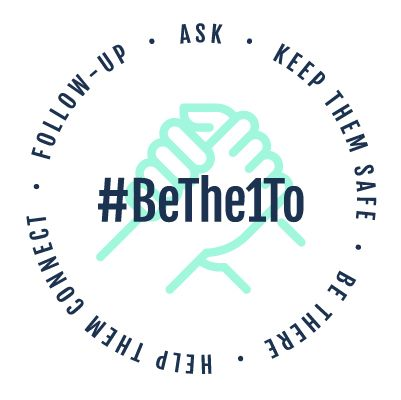 ASK • KEEP THEM SAFE • BE THERE • HELP THEM CONNECT • FOLLOW-UP •
#BeThe1To